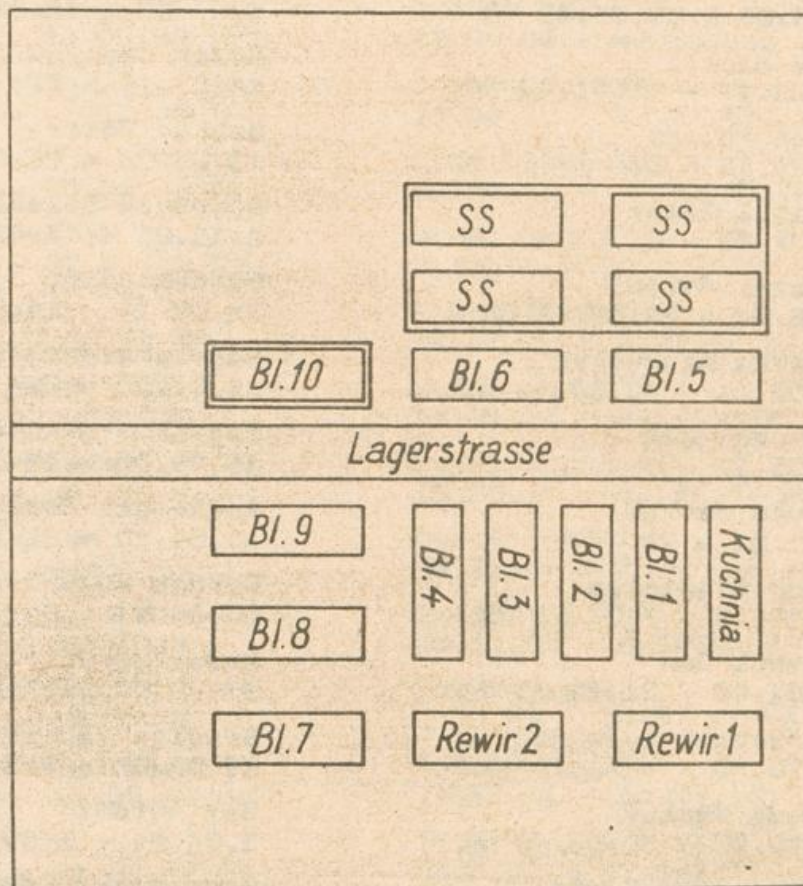 SS SS
SS SS
Bl.10 Bl.6 Bl.5
Lagerstrasse
Bl.9
Bl.8
Bl.4
Bl.3
Bl.2
Bl.1
Kuchnia
Bl.7 Rewir 2 Rewir 1